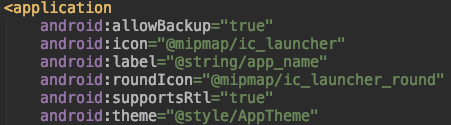 <application
android:allowBackup="true"
android:icon="@mipmap/ic_launcher"
android:label="@string/app_name"
android:roundIcon="@mipmap/ic_launcher_round"
android:supportsRtl="true"
android:theme="@style/AppTheme"